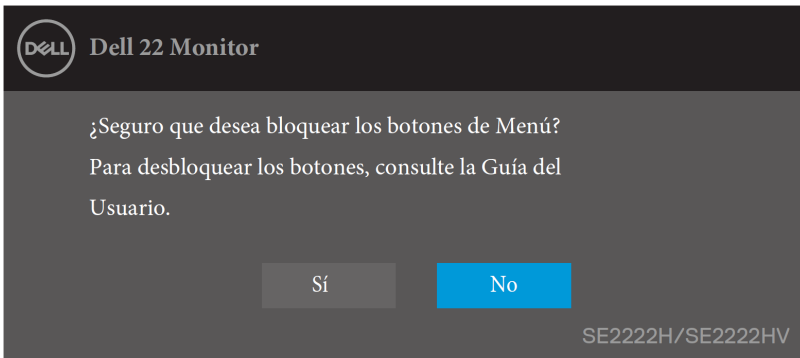 DELL
Dell 22 Monitor
¿Seguro que desea bloquear los botones de Menú?
Para desbloquear los botones, consulte la Guía del
Usuario.
Sí
No
SE2222H/SE2222HV